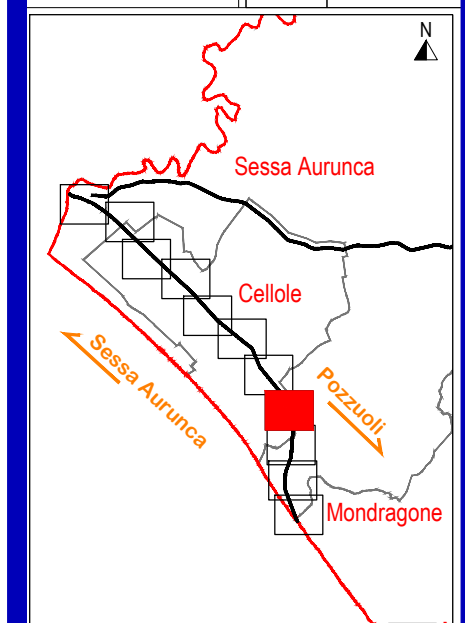 N
Sessa Aurunca
Cellole
Sessa Aurunca
Pozzuoli
Mondragone